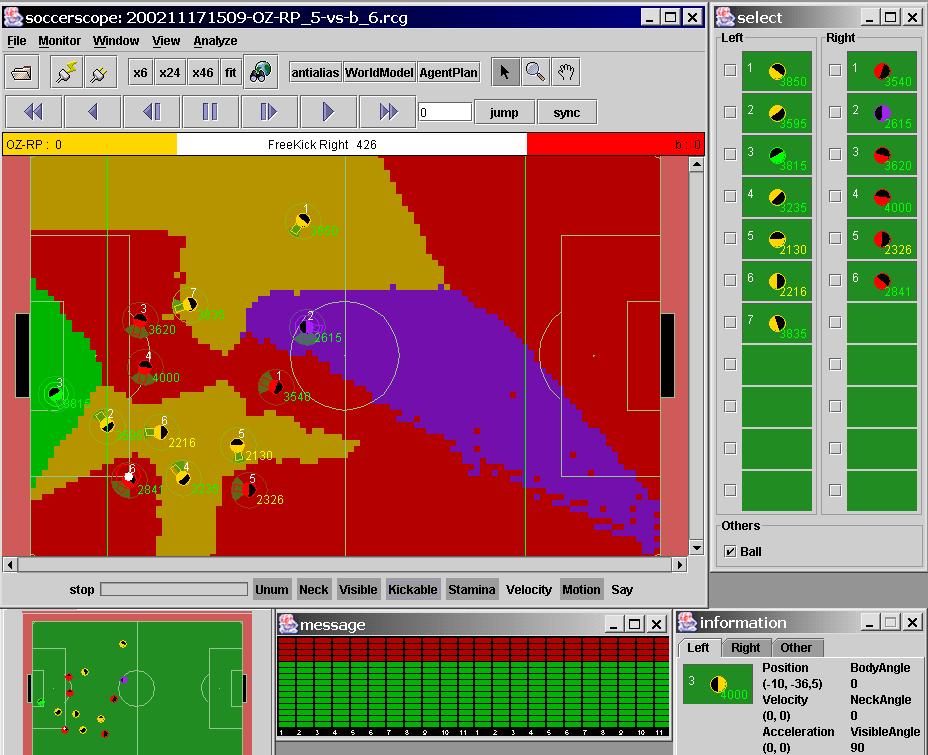 soccerscope: 200211171509-OZ-RP_5-vs-b_6.rcg
File Monitor Window View Analyze
x6 x24 x46 fit antialias WorldModel AgentPlan
0 jump sync
OZ-RP : 0 FreeKick Right 426 b : 0
1
7
3
3620
2
2615
4
4000
1
3540
3
2
6
2216
5
2130
6
2841
4
5
2326
stop Unum Neck Visible Kickable Stamina Velocity Motion Say
select
Left Right
1 3850 1 3540
2 3595 2 2615
3 3815 3 3620
4 3235 4 4000
5 2130 5 2326
6 2216 6 2841
7 3835
Others
Ball
message
1 2 3 4 5 6 7 8 9 10 11 1 2 3 4 5 6 7 8 9 10 11
information
Left Right Other
3 4000
Position BodyAngle
(-10, -36,5) 0
Velocity NeckAngle
(0, 0) 0
Acceleration VisibleAngle
(0, 0) 90